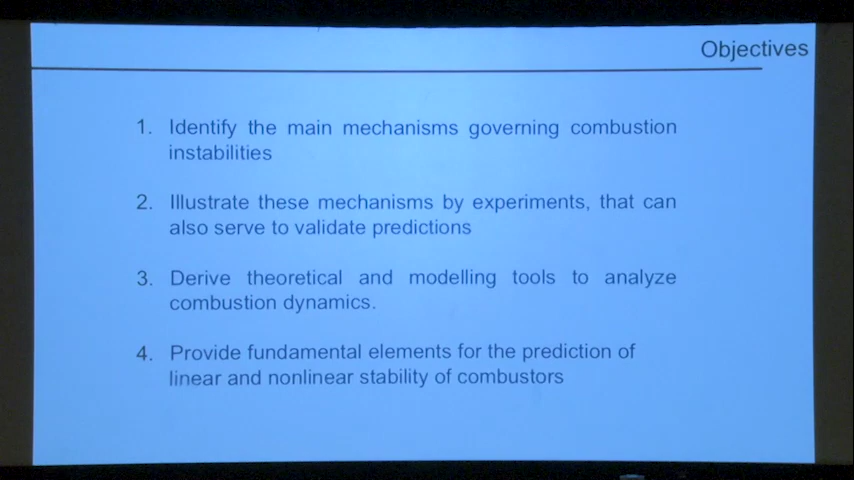 Objectives
1. Identify the main mechanisms governing combustion
instabilities
2. Illustrate these mechanisms by experiments, that can
also serve to validate predictions
3. Derive theoretical and modelling tools to analyze
combustion dynamics.
4. Provide fundamental elements for the prediction of
linear and nonlinear stability of combustors